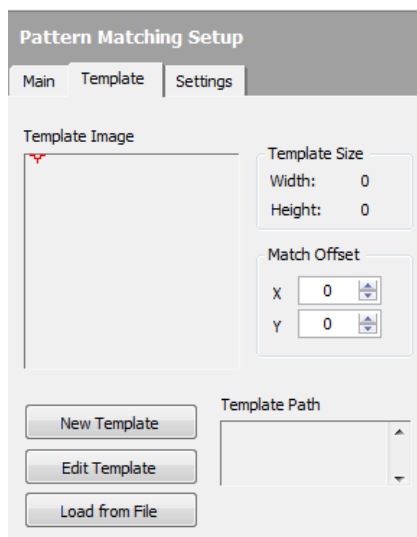 Pattern Matching Setup
Main Template Settings
Template Image
Template Size
Width: 0
Height: 0
Match Offset
X 0
Y 0
New Template
Edit Template
Load from File
Template Path